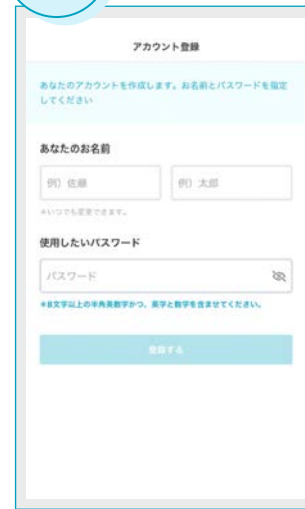 アカウント登録
あなたのアカウントを作成します。お名前とパスワードを指定
してください
あなたのお名前
例）佐藤
例）太郎
*いつでも変更できます。
使用したいパスワード
パスワード
*8文字以上の半角英数字かつ、英字と数字を含ませてください。
登録する